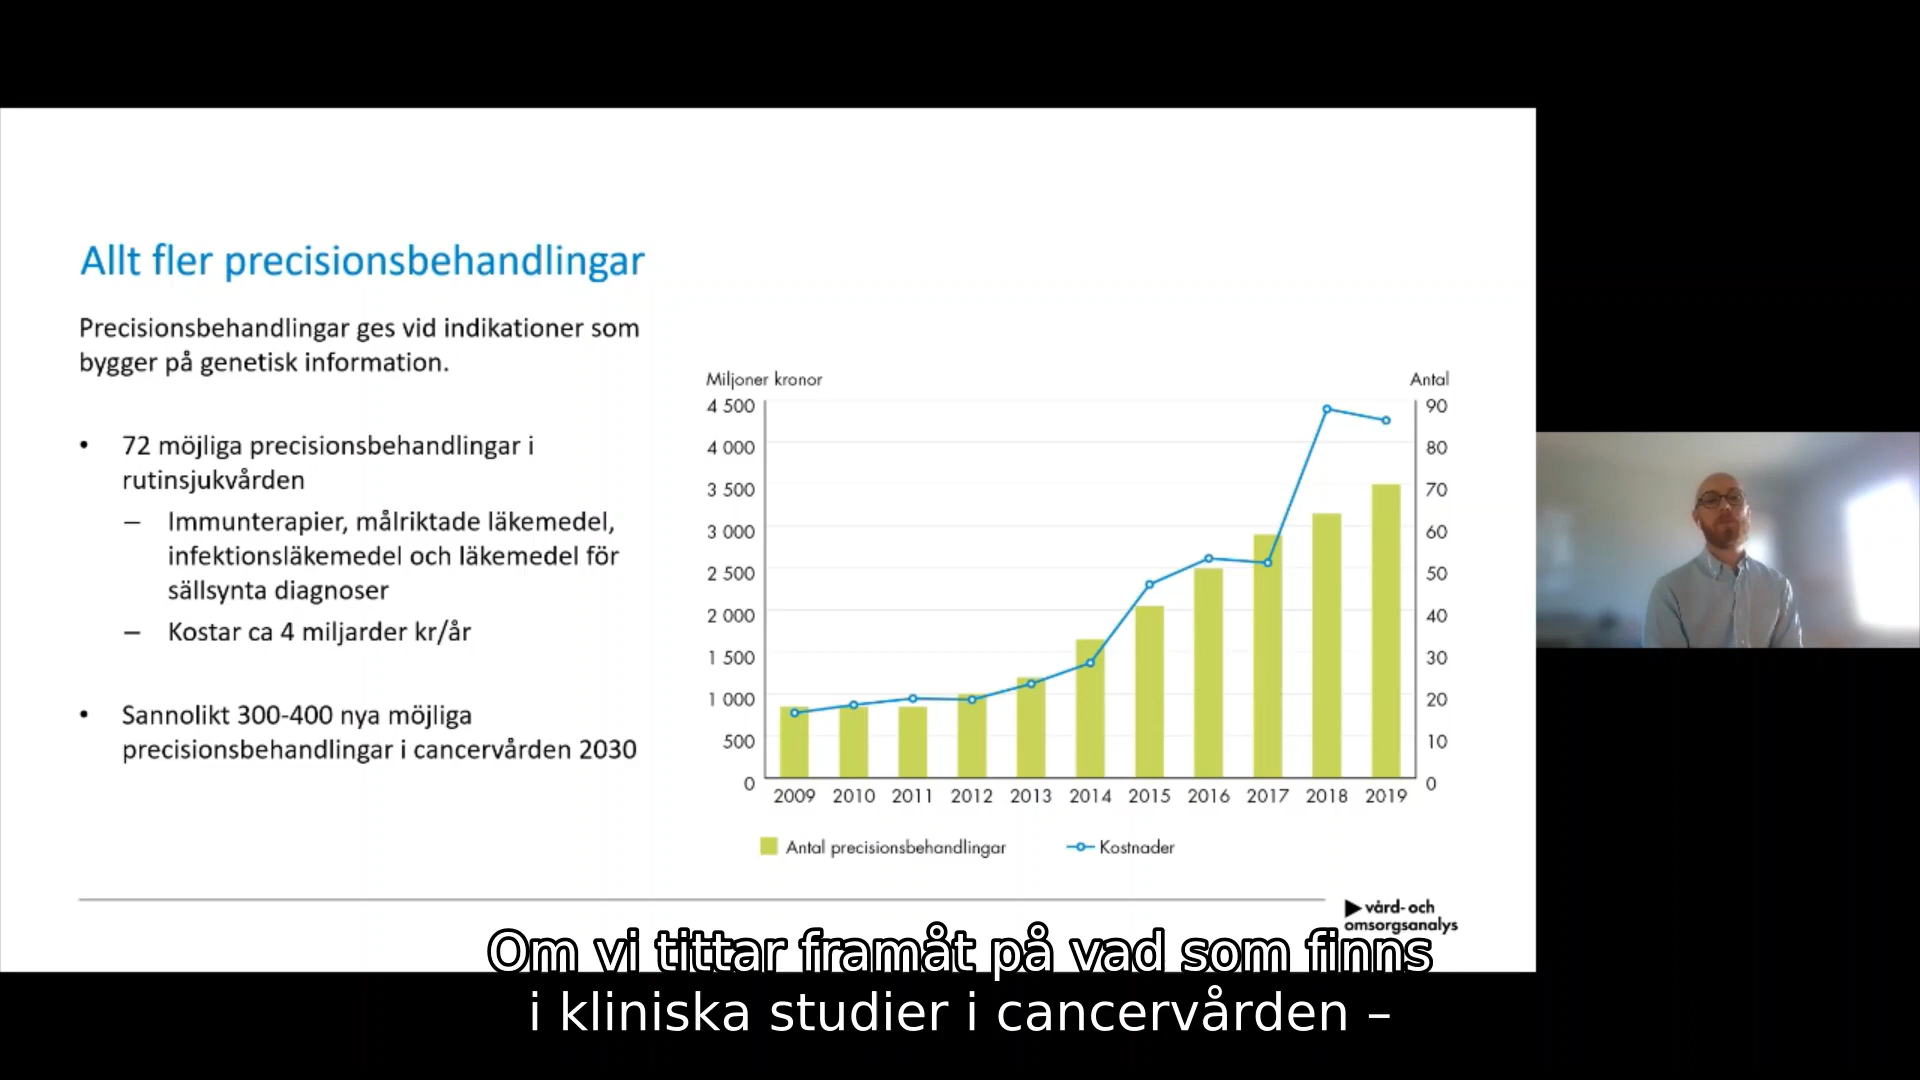 Allt fler precisionsbehandlingar
Precisionsbehandlingar ges vid indikationer som
bygger på genetisk information.
• 72 möjliga precisionsbehandlingar i
rutinsjukvården
– Immunterapier, målriktade läkemedel,
infektionsläkemedel och läkemedel för
sällsynta diagnoser
– Kostar ca 4 miljarder kr/år
• Sannolikt 300-400 nya möjliga
precisionsbehandlingar i cancervården 2030
Miljoner kronor Antal
4 500 90
4 000 80
3 500 70
3 000 60
2 500 50
2 000 40
1 500 30
1 000 20
500 10
0 0
2009 2010 2011 2012 2013 2014 2015 2016 2017 2018 2019
Antal precisionsbehandlingar Kostnader
vård- och
omsorgsanalys
Om vi tittar framåt på vad som finns
i kliniska studier i cancervården –